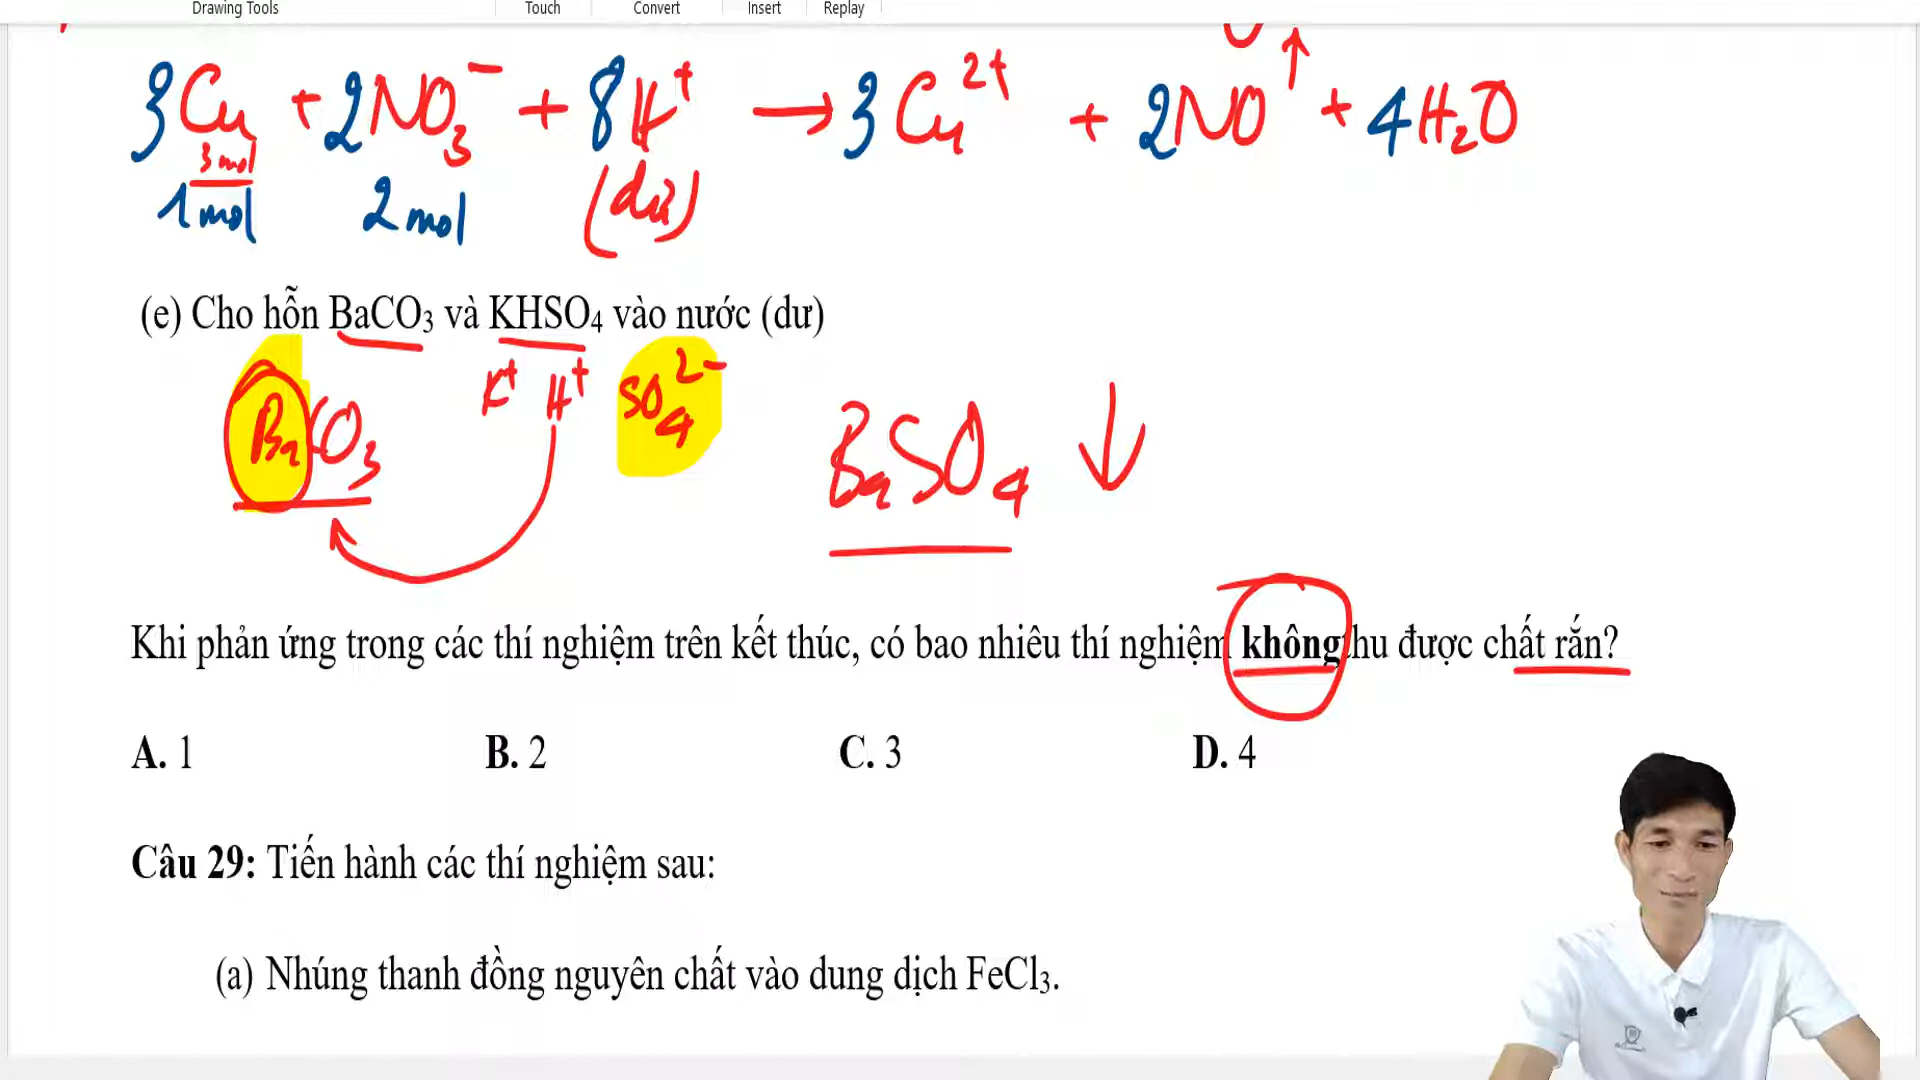 Drawing Tools Touch Convert Insert Replay
3Cu + 2NO₃⁻ + 8H⁺ → 3Cu²⁺ + 2NO↑ + 4H₂O
3 mol
1 mol 2 mol (dư)
(e) Cho hỗn BaCO₃ và KHSO₄ vào nước (dư)
K⁺ H⁺ SO₄²⁻
BaCO₃ BaSO₄ ↓
Khi phản ứng trong các thí nghiệm trên kết thúc, có bao nhiêu thí nghiệm không thu được chất rắn?
A. 1 B. 2 C. 3 D. 4
Câu 29: Tiến hành các thí nghiệm sau:
(a) Nhúng thanh đồng nguyên chất vào dung dịch FeCl₃.